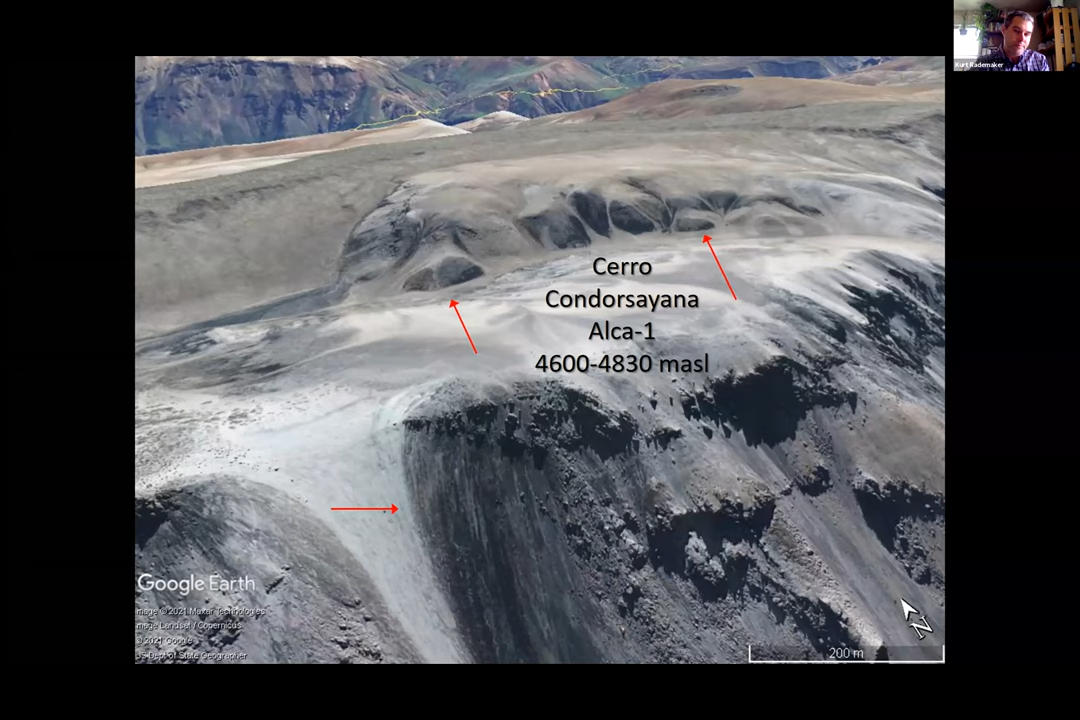 Kurt Rademaker
Cerro
Condorsayana
Alca-1
4600-4830 masl
Google Earth
Image © 2021 Maxar Technologies
Image Landsat / Copernicus
© 2021 Google
US Dept of State Geographer
N
200 m